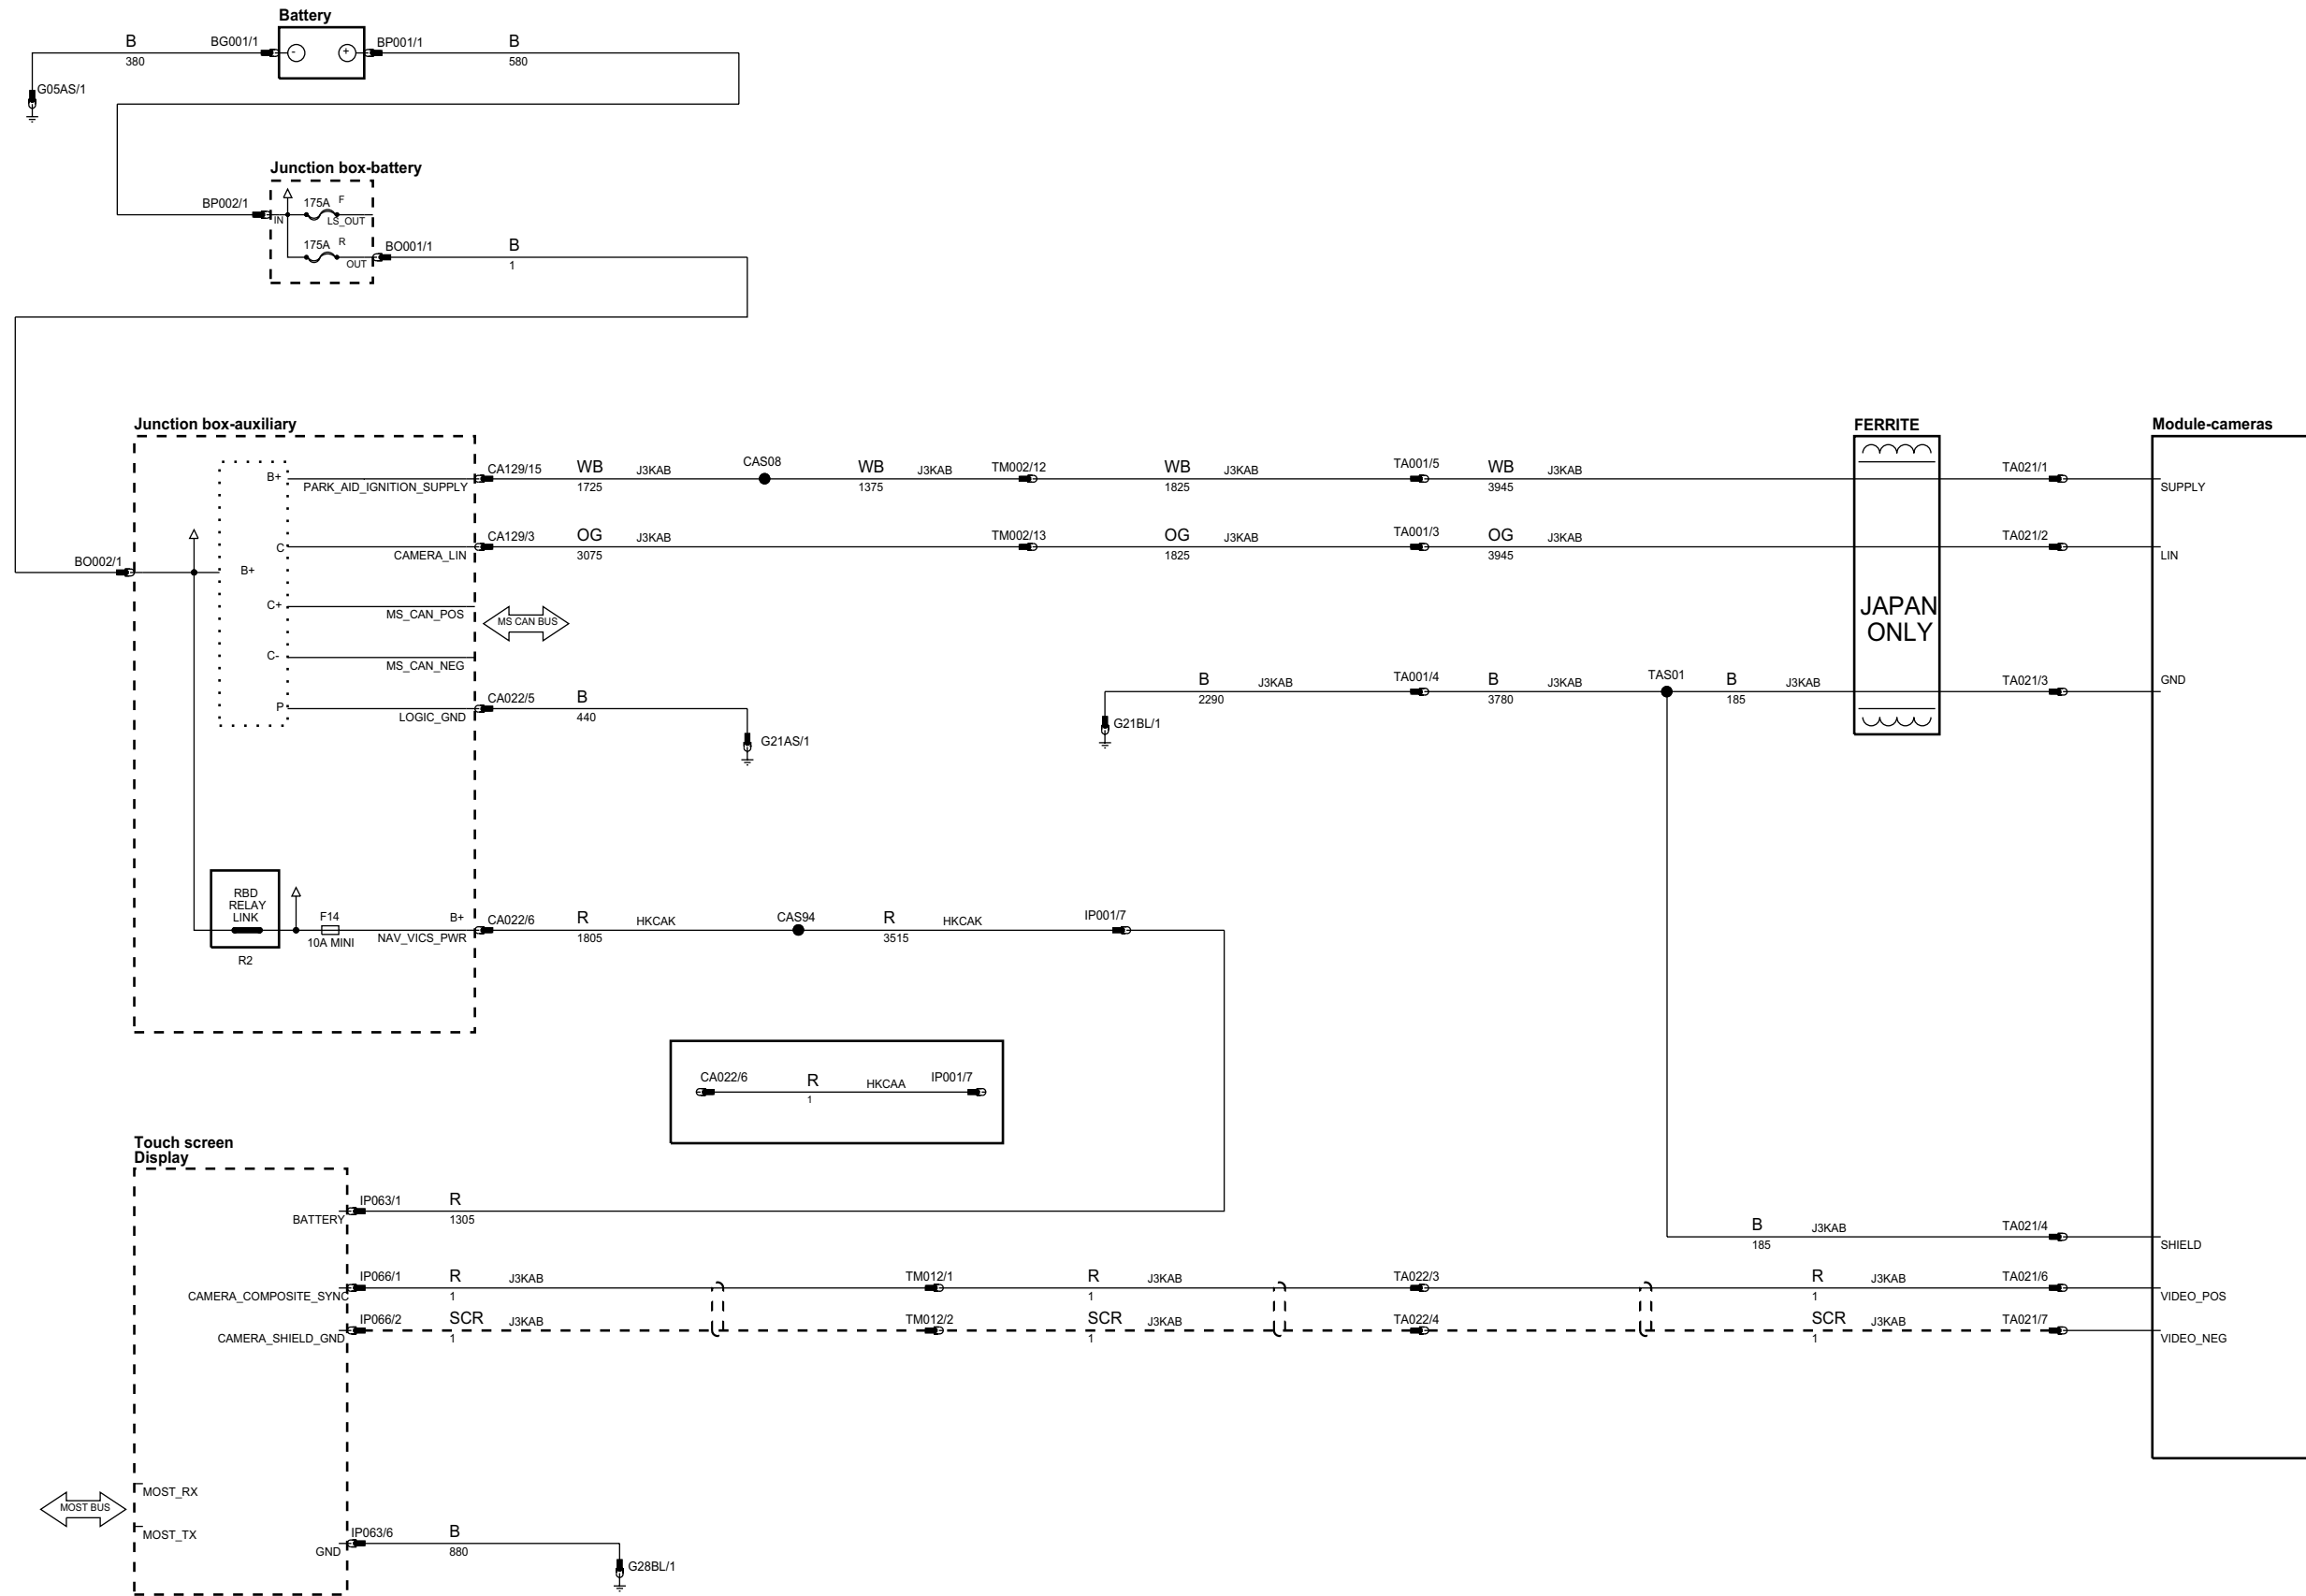 Battery
B
BG001/1
-
+
BP001/1
B
380
580
G05AS/1
Junction box-battery
BP002/1
175A F
IN
LS_OUT
175A R
BO001/1
B
OUT
1
Junction box-auxiliary
FERRITE
Module-cameras
B+
CA129/15
WB
J3KAB
CAS08
WB
J3KAB
TM002/12
WB
J3KAB
TA001/5
WB
J3KAB
TA021/1
PARK_AID_IGNITION_SUPPLY
1725
1375
1825
3945
SUPPLY
C
CA129/3
OG
J3KAB
TM002/13
OG
J3KAB
TA001/3
OG
J3KAB
TA021/2
CAMERA_LIN
3075
1825
3945
LIN
BO002/1
B+
C+
MS_CAN_POS
MS CAN BUS
JAPAN
ONLY
C-
MS_CAN_NEG
B
J3KAB
TA001/4
B
J3KAB
TAS01
B
J3KAB
TA021/3
GND
2290
3780
185
P
CA022/5
B
LOGIC_GND
440
G21AS/1
G21BL/1
RBD
RELAY
LINK
F14
10A MINI
R2
B+
CA022/6
R
HKCAK
CAS94
R
HKCAK
IP001/7
NAV_VICS_PWR
1805
3515
CA022/6
R
HKCAA
IP001/7
1
Touch screen
Display
IP063/1
R
BATTERY
1305
B
J3KAB
TA021/4
185
SHIELD
IP066/1
R
J3KAB
TM012/1
R
J3KAB
TA022/3
R
J3KAB
TA021/6
CAMERA_COMPOSITE_SYNC
1
1
1
VIDEO_POS
IP066/2
SCR
J3KAB
TM012/2
SCR
J3KAB
TA022/4
SCR
J3KAB
TA021/7
CAMERA_SHIELD_GND
1
1
1
VIDEO_NEG
MOST_RX
MOST BUS
MOST_TX
IP063/6
B
GND
880
G28BL/1